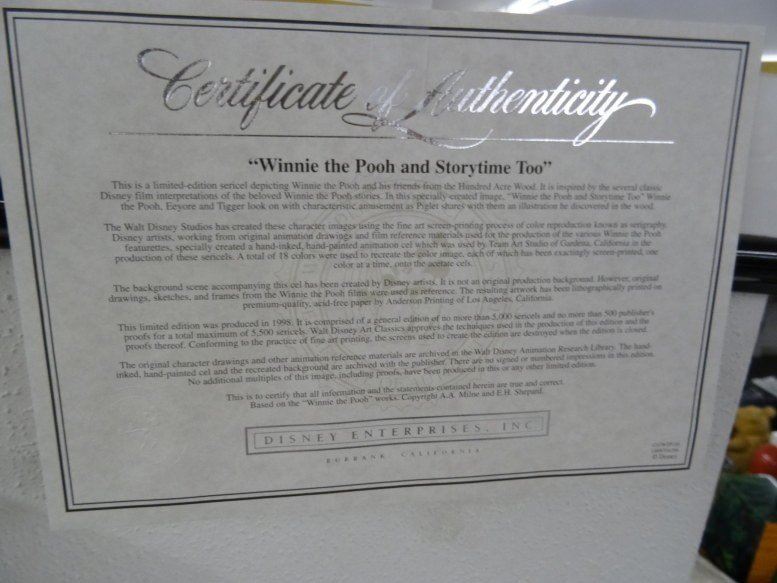 Certificate of Authenticity
“Winnie the Pooh and Storytime Too”
This is a limited-edition sericel depicting Winnie the Pooh and his friends from the Hundred Acre Wood. It is inspired by the several classic
Disney film interpretations of the beloved Winnie the Pooh stories. In this specially created image, "Winnie the Pooh and Storytime Too" Winnie
the Pooh, Eeyore and Tigger look on with characteristic amusement as Piglet shares with them an illustration he discovered in the wood.
The Walt Disney Studios has created these character images using the fine art screen-printing process of color reproduction known as serigraphy.
Disney artists, working from original animation drawings and film reference materials used for the production of the various Winnie the Pooh
featurettes, specially created a hand-inked, hand-painted animation cel which was used by Team Art Studio of Gardena, California in the
production of these sericels. A total of 18 colors were used to recreate the color image, each of which has been exactingly screen-printed, one
color at a time, onto the acetate cels.
The background scene accompanying this cel has been created by Disney artists. It is not an original production background. However, original
drawings, sketches, and frames from the Winnie the Pooh films were used as reference. The resulting artwork has been lithographically printed on
premium-quality, acid-free paper by Anderson Printing of Los Angeles, California.
This limited edition was produced in 1998. It is comprised of a general edition of no more than 5,000 sericels and no more than 500 publisher's
proofs for a total maximum of 5,500 sericels. Walt Disney Art Classics approves the techniques used in the production of this edition and the
proofs thereof. Conforming to the practice of fine art printing, the screens used to create the edition are destroyed when the edition is closed.
The original character drawings and other animation reference materials are archived in the Walt Disney Animation Research Library. The hand-
inked, hand-painted cel and the recreated background are archived with the publisher. There are no signed or numbered impressions in this edition.
No additional multiples of this image, including proofs, have been produced in this or any other limited edition.
This is to certify that all information and the statements contained herein are true and correct.
Based on the "Winnie the Pooh" works. Copyright A.A. Milne and E.H. Shepard.
DISNEY ENTERPRISES, INC.
BURBANK, CALIFORNIA
© Disney